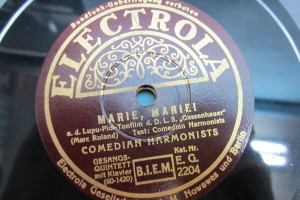 Rundfunk-Uebertragung verboten
ELECTROLA
MARIE, MARIE!
a. d. Lupu-Pick-Tonfilm d. D. L. S. „Gassenhauer"
(Marc Roland) Text: Comedian Harmonists
COMEDIAN HARMONISTS
GESANGS-
QUINTETT
mit Klavier
(60-1420)
B.I.E.M.
Kat. Nr.
E. G.
2204
Electrola Gesellschaft m. b. H. Nowawes und Berlin